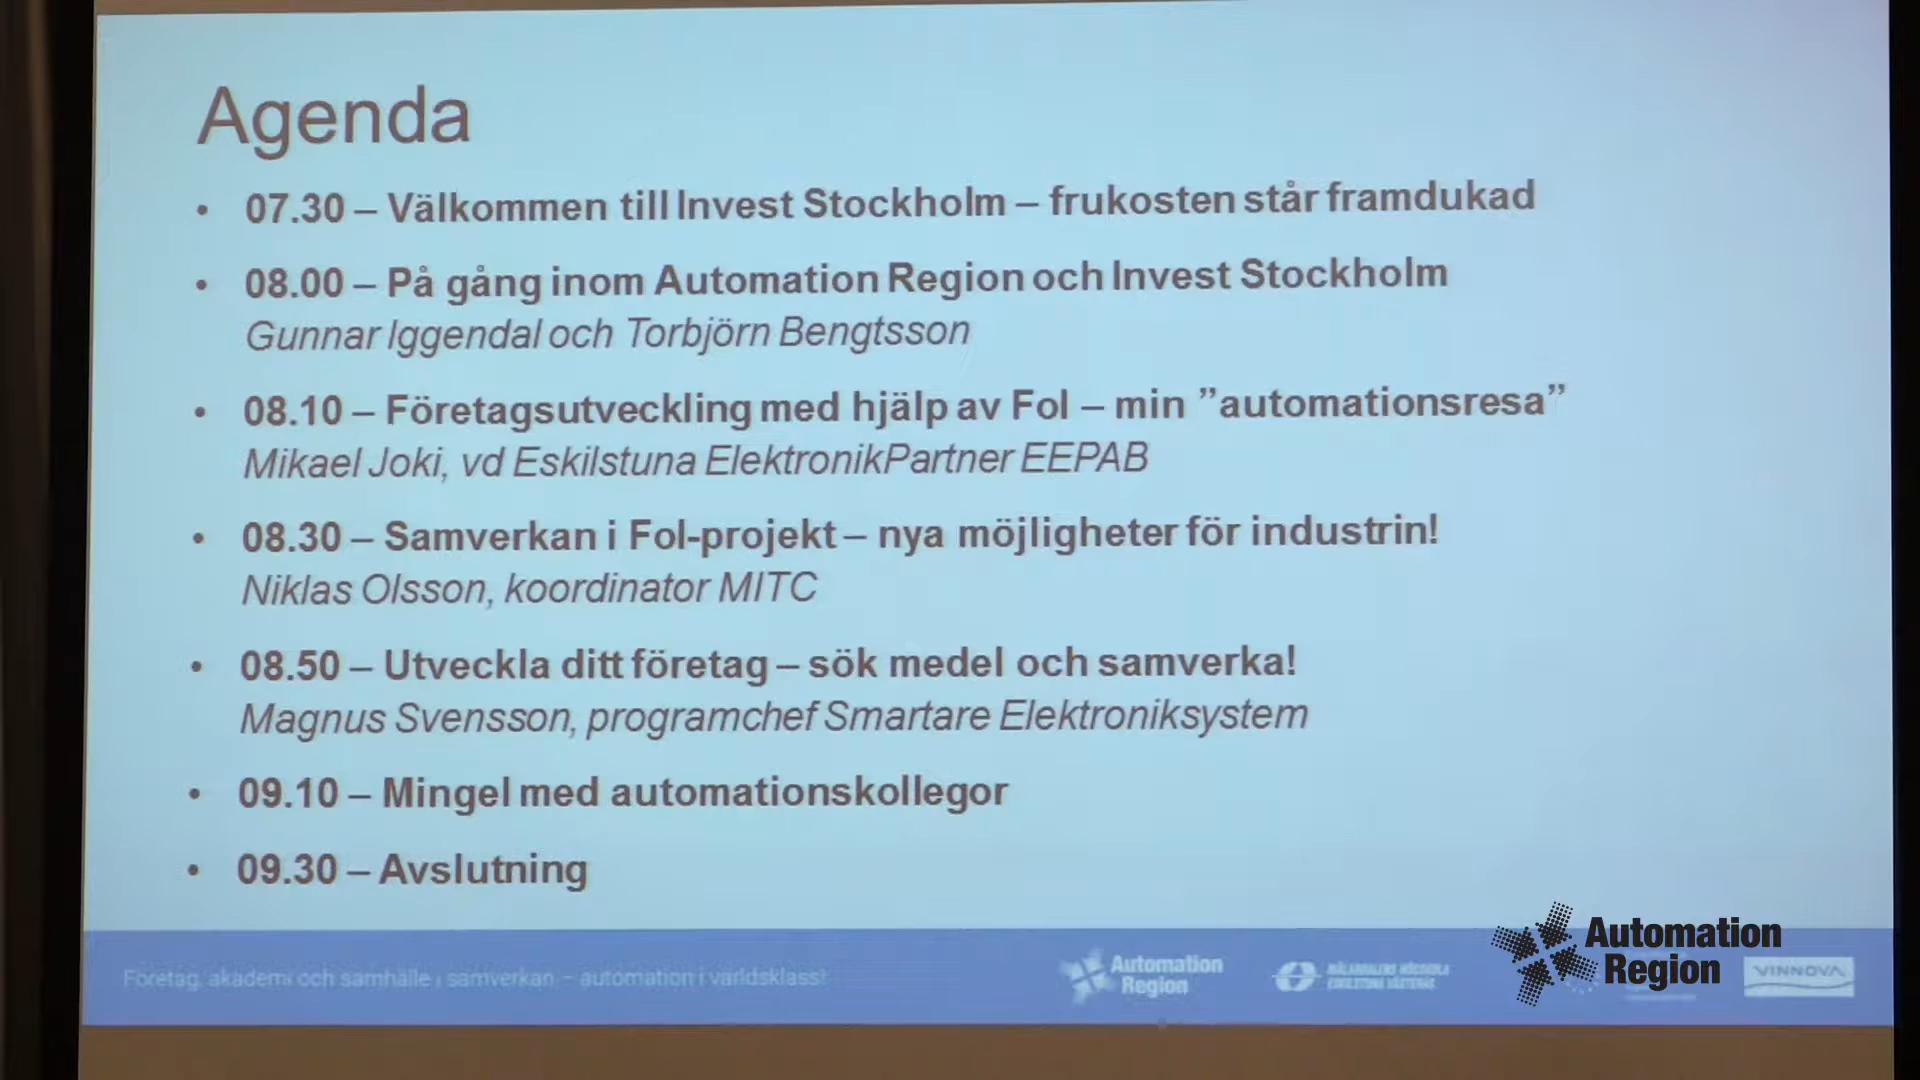 Agenda
• 07.30 – Välkommen till Invest Stockholm – frukosten står framdukad
• 08.00 – På gång inom Automation Region och Invest Stockholm
Gunnar Iggendal och Torbjörn Bengtsson
• 08.10 – Företagsutveckling med hjälp av FoI – min ”automationsresa”
Mikael Joki, vd Eskilstuna ElektronikPartner EEPAB
• 08.30 – Samverkan i FoI-projekt – nya möjligheter för industrin!
Niklas Olsson, koordinator MITC
• 08.50 – Utveckla ditt företag – sök medel och samverka!
Magnus Svensson, programchef Smartare Elektroniksystem
• 09.10 – Mingel med automationskollegor
• 09.30 – Avslutning
Företag, akademi och samhälle i samverkan – automation i världsklass!
Automation
Region
MÄLARDALENS HÖGSKOLA
ESKILSTUNA VÄSTERÅS
Automation
Region
VINNOVA